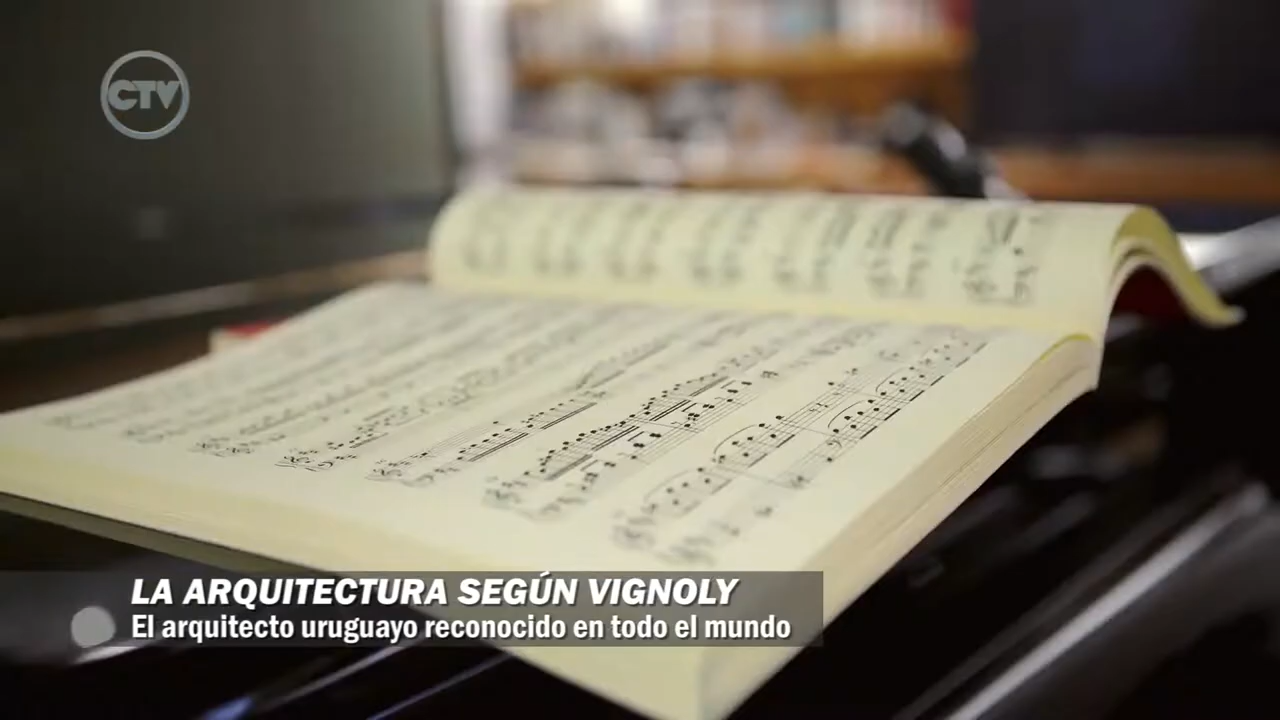 CTV
LA ARQUITECTURA SEGÚN VIGNOLY
El arquitecto uruguayo reconocido en todo el mundo